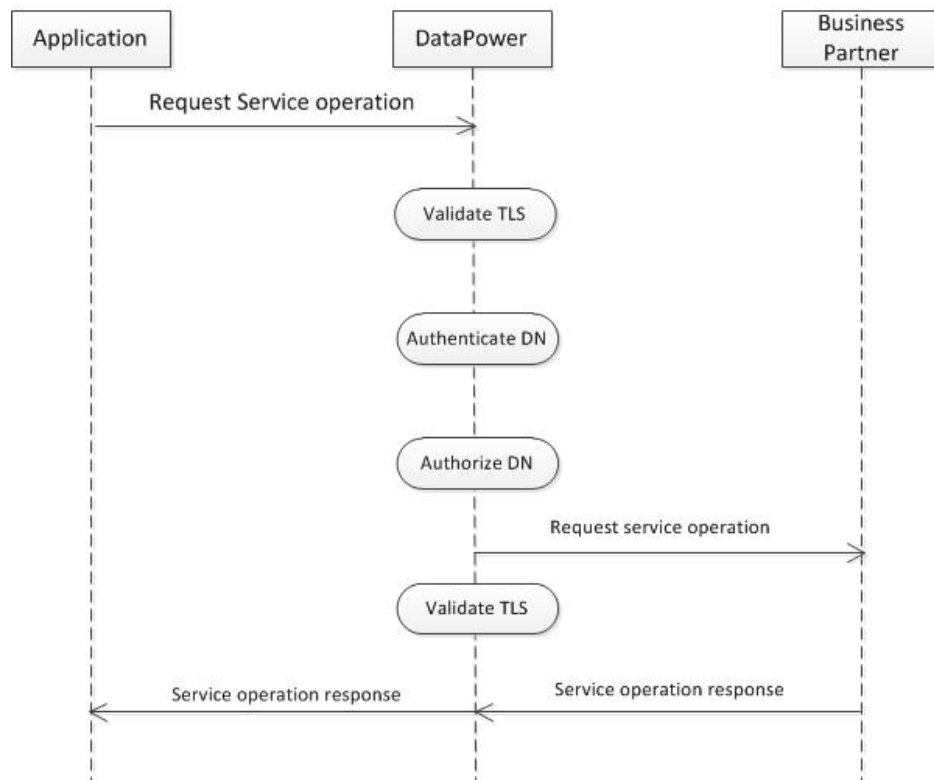 Application
DataPower
Business
Partner
Request Service operation
Validate TLS
Authenticate DN
Authorize DN
Request service operation
Validate TLS
Service operation response
Service operation response